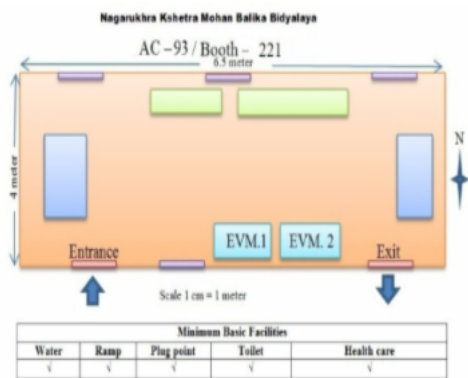 Nagarukhra Kshetra Mohan Balika Bidyalaya
AC –93 / Booth – 221
6.5 meter
4 meter
N
EVM.1 EVM. 2
Entrance Exit
Scale 1 cm = 1 meter
Minimum Basic Facilities
Water Ramp Plug point Toilet Health care
√ √ √ √ √